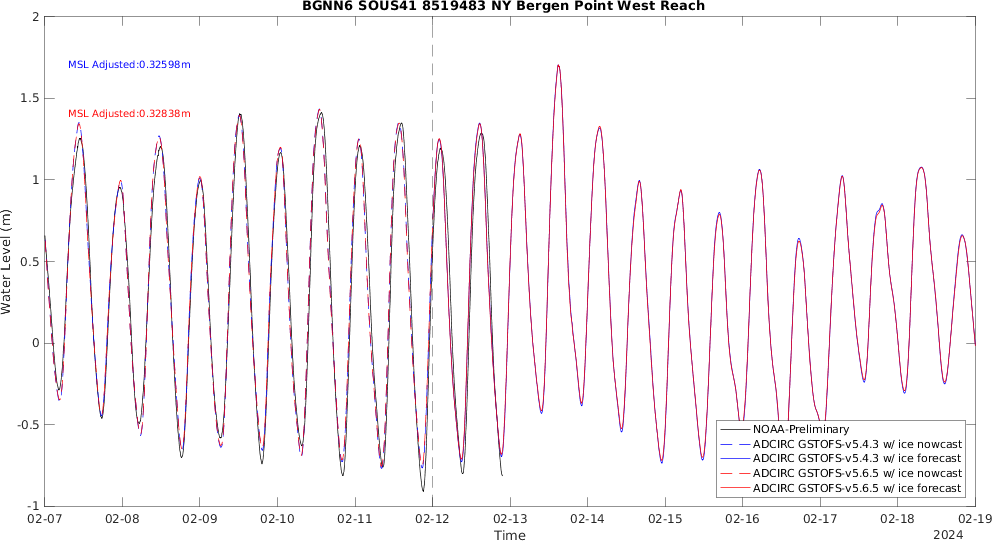 BGNN6 SOUS41 8519483 NY Bergen Point West Reach
2
1.5
1
0.5
0
-0.5
-1
Water Level (m)
MSL Adjusted:0.32598m
MSL Adjusted:0.32838m
NOAA-Preliminary
ADCIRC GSTOFS-v5.4.3 w/ ice nowcast
ADCIRC GSTOFS-v5.4.3 w/ ice forecast
ADCIRC GSTOFS-v5.6.5 w/ ice nowcast
ADCIRC GSTOFS-v5.6.5 w/ ice forecast
02-07 02-08 02-09 02-10 02-11 02-12 02-13 02-14 02-15 02-16 02-17 02-18 02-19
Time
2024